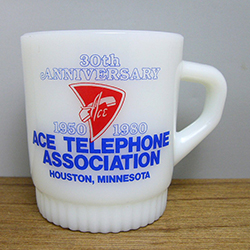 30th
ANNIVERSARY
Ace
1950 1980
ACE TELEPHONE
ASSOCIATION
HOUSTON, MINNESOTA